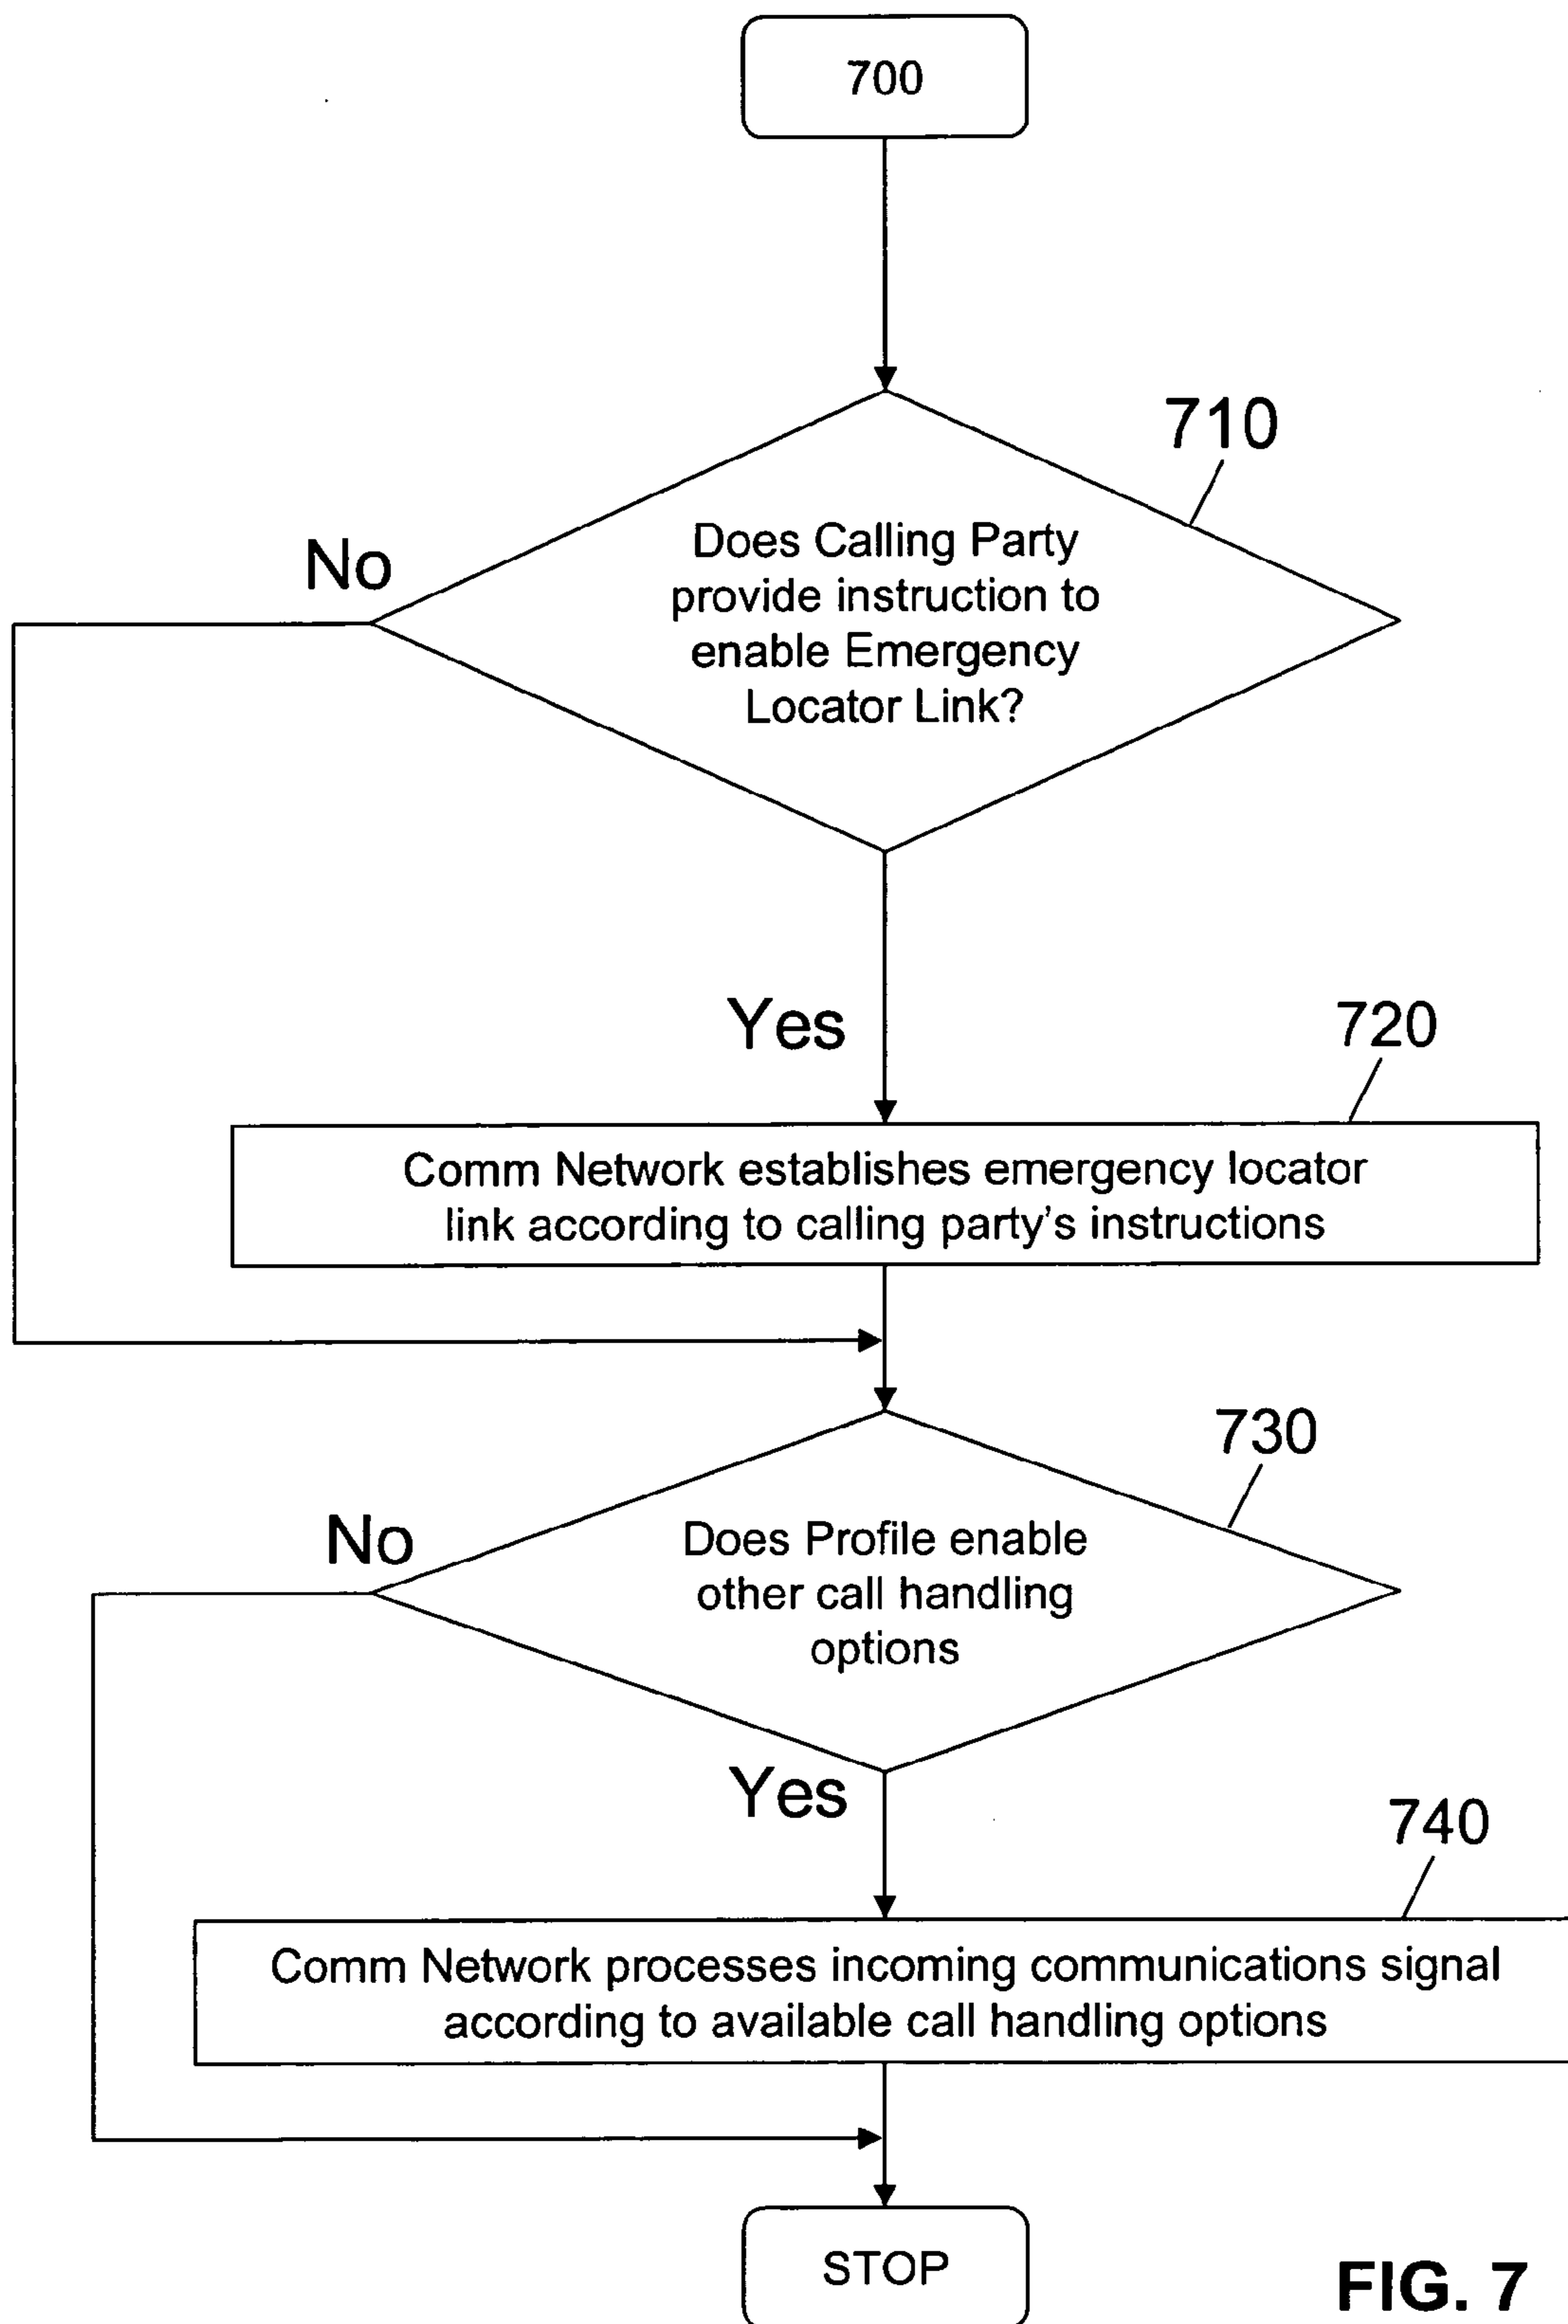 700
710
Does Calling Party
provide instruction to
enable Emergency
Locator Link?
No
Yes
720
Comm Network establishes emergency locator
link according to calling party's instructions
730
Does Profile enable
other call handling
options
No
Yes
740
Comm Network processes incoming communications signal
according to available call handling options
STOP
FIG. 7